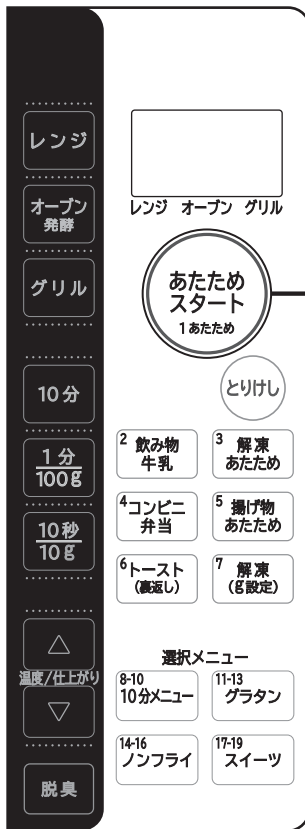 レンジ
オーブン
発酵
グリル
10分
1分
100g
10秒
10g
△
温度/仕上がり
▽
脱臭
レンジ オーブン グリル
あたため
スタート
1あたため
とりけし
2 飲み物
牛乳
3 解凍
あたため
4コンビニ
弁当
5 揚げ物
あたため
6トースト
(裏返し)
7 解凍
(g設定)
選択メニュー
8-10
10分メニュー
11-13
グラタン
14-16
ノンフライ
17-19
スイーツ